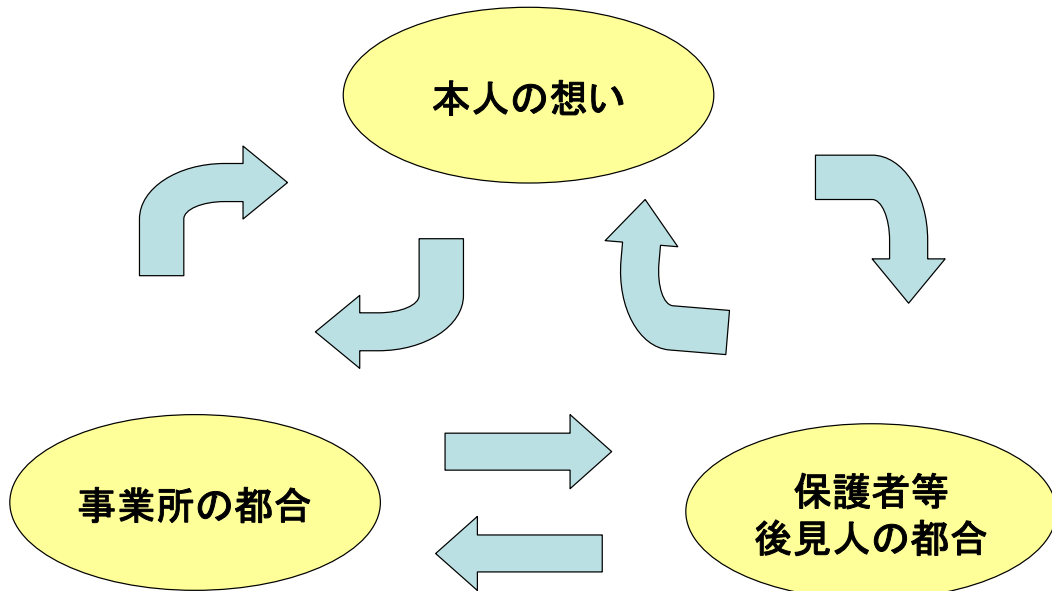 本人の想い
事業所の都合
保護者等
後見人の都合